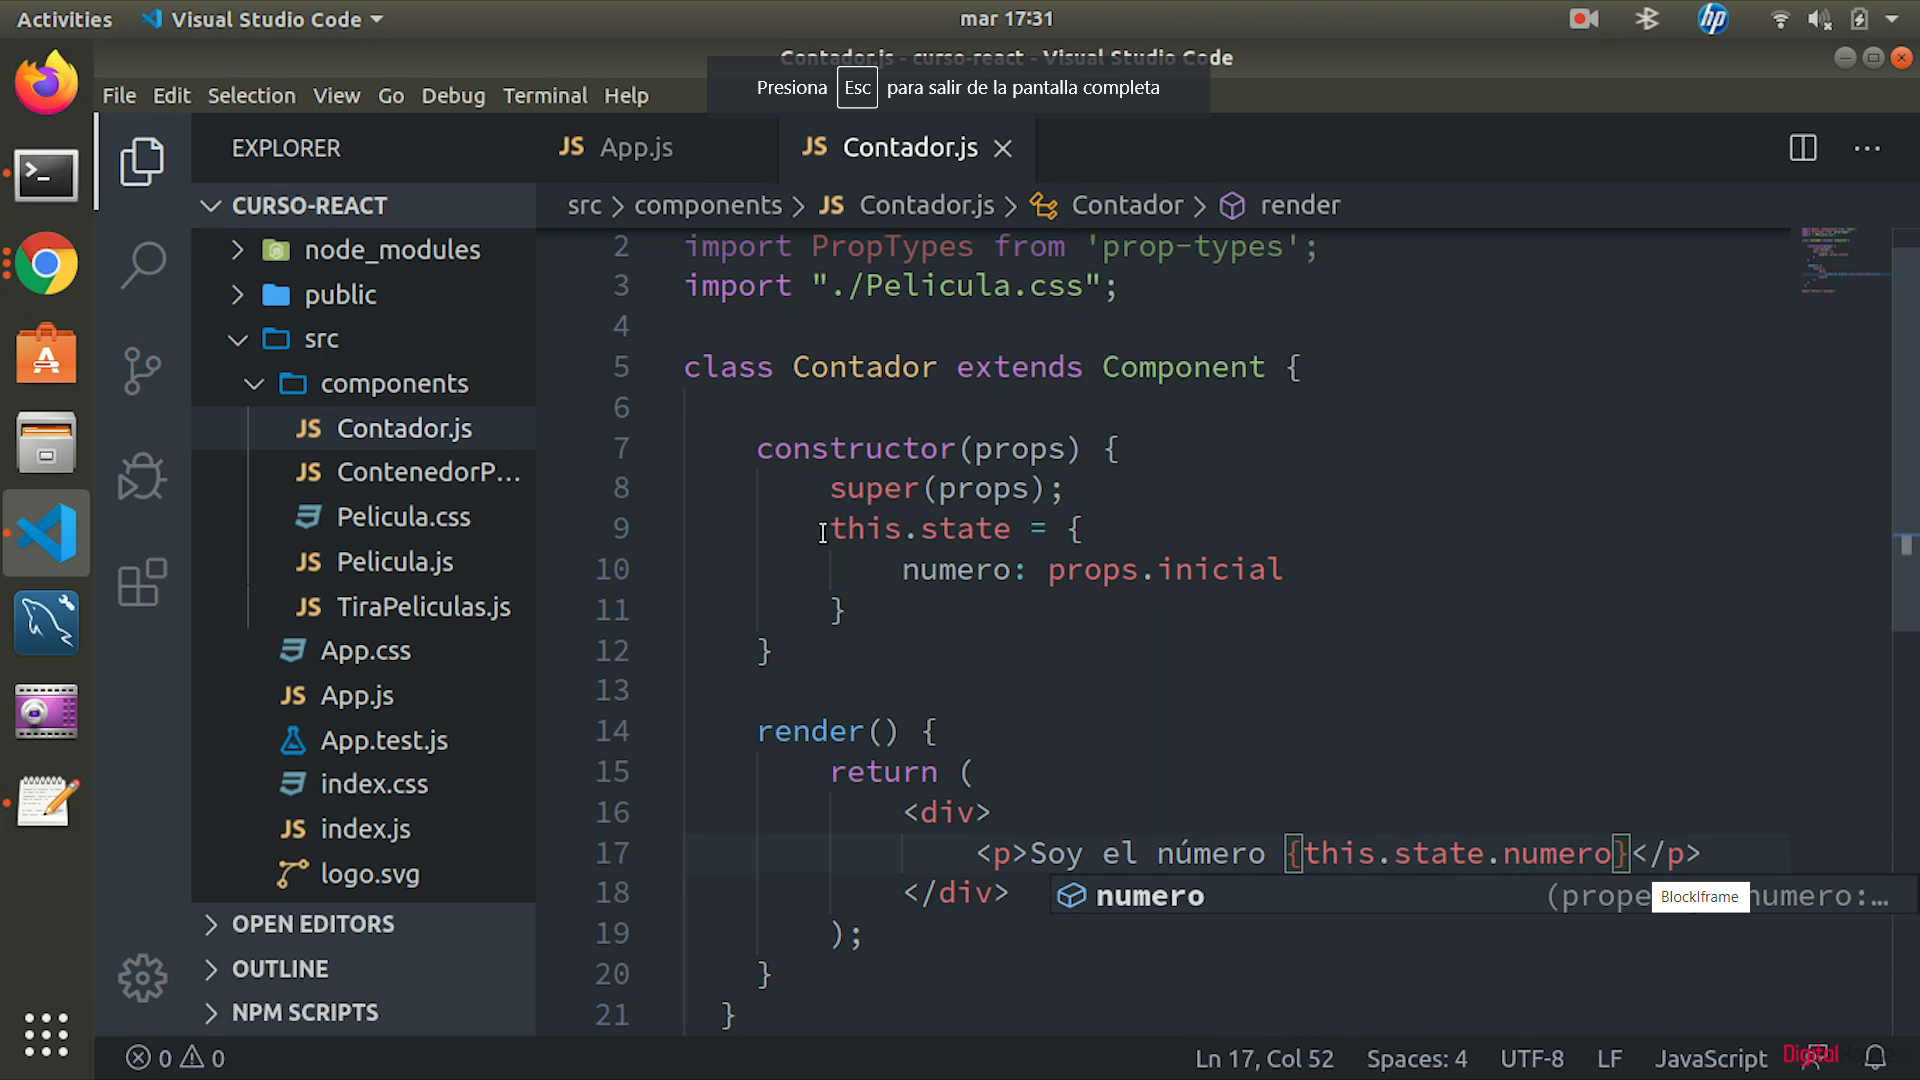 Activities
Visual Studio Code
mar 17:31
hp
Contador.js - curso-react - Visual Studio Code
Presiona Esc para salir de la pantalla completa
File Edit Selection View Go Debug Terminal Help
EXPLORER
JS App.js
JS Contador.js
CURSO-REACT
src > components > JS Contador.js > Contador > render
node_modules
public
src
components
JS Contador.js
JS ContenedorP...
Pelicula.css
JS Pelicula.js
JS TiraPeliculas.js
App.css
JS App.js
App.test.js
index.css
JS index.js
logo.svg
OPEN EDITORS
OUTLINE
NPM SCRIPTS
2 import PropTypes from 'prop-types';
3 import "./Pelicula.css";
4
5 class Contador extends Component {
6
7 constructor(props) {
8 super(props);
9 this.state = {
10 numero: props.inicial
11 }
12 }
13
14 render() {
15 return (
16 <div>
17 <p>Soy el número {this.state.numero}</p>
18 </div>
numero (prope
BlockIframe
numero:...
19 );
20 }
21 }
0 0
Ln 17, Col 52 Spaces: 4 UTF-8 LF JavaScript
Digital